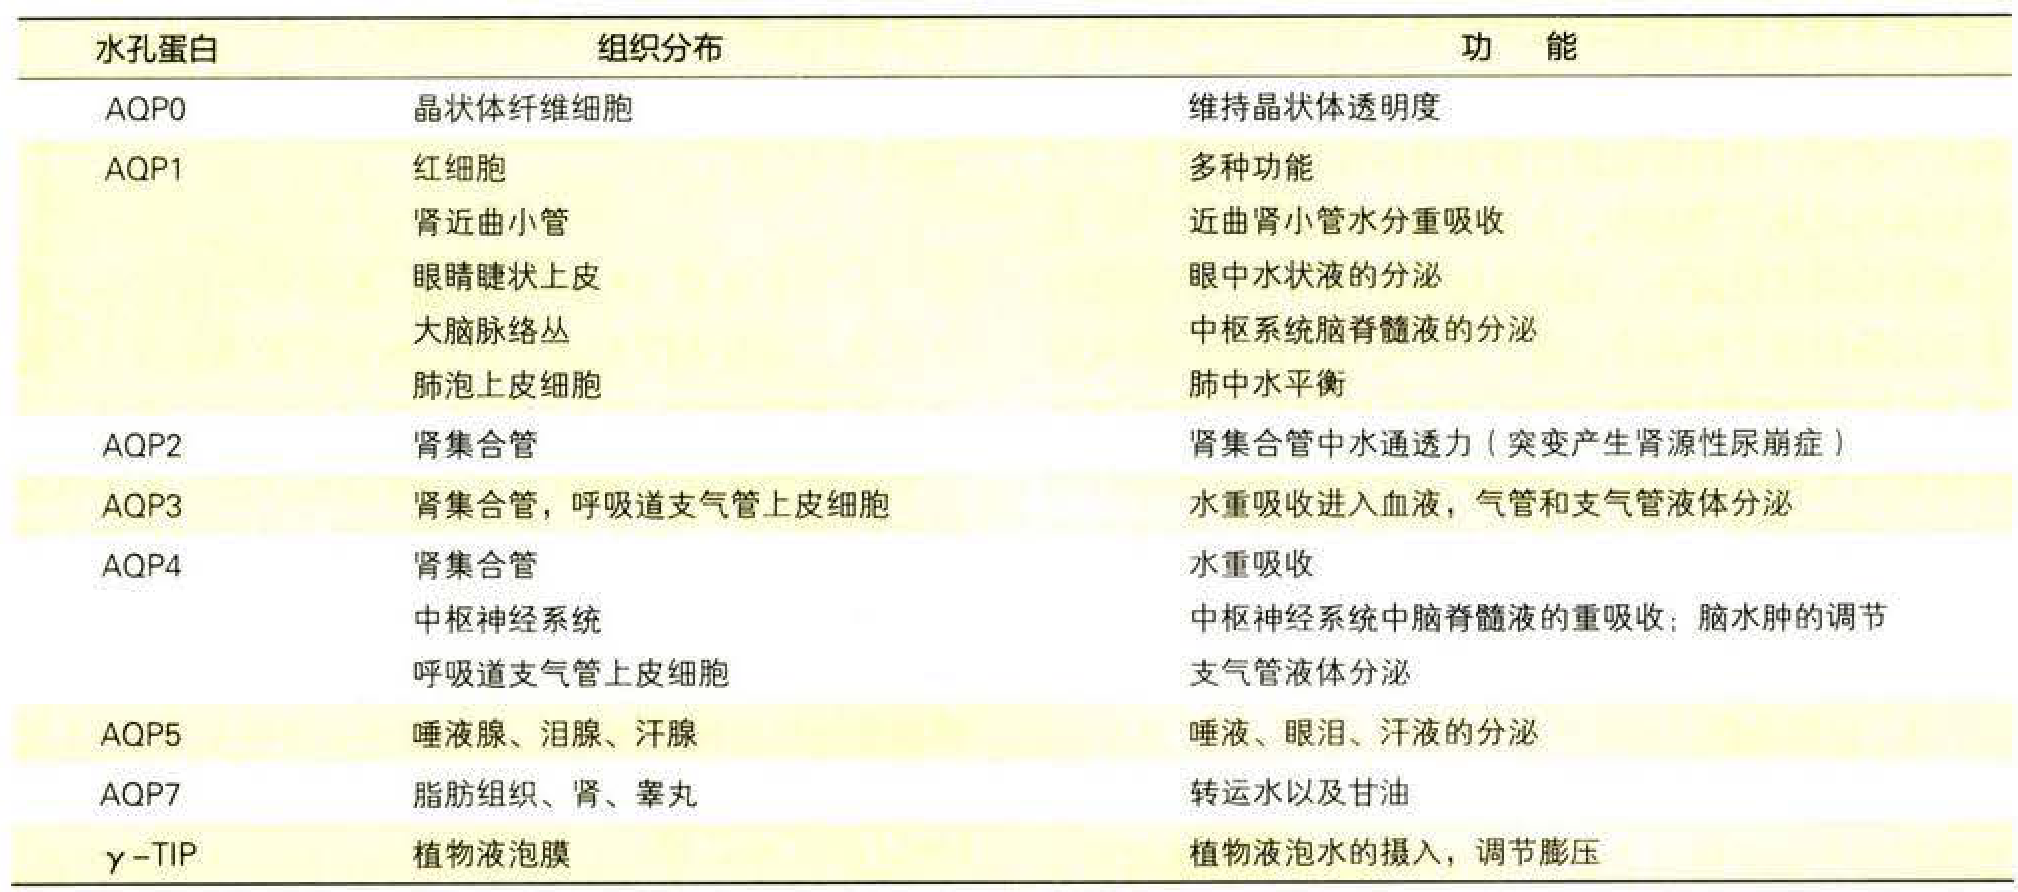 水孔蛋白 组织分布 功 能
AQP0 晶状体纤维细胞 维持晶状体透明度
AQP1 红细胞 多种功能
肾近曲小管 近曲肾小管水分重吸收
眼睛睫状上皮 眼中水状液的分泌
大脑脉络丛 中枢系统脑脊髓液的分泌
肺泡上皮细胞 肺中水平衡
AQP2 肾集合管 肾集合管中水通透力（突变产生肾源性尿崩症）
AQP3 肾集合管，呼吸道支气管上皮细胞 水重吸收进入血液，气管和支气管液体分泌
AQP4 肾集合管 水重吸收
中枢神经系统 中枢神经系统中脑脊髓液的重吸收；脑水肿的调节
呼吸道支气管上皮细胞 支气管液体分泌
AQP5 唾液腺、泪腺、汗腺 唾液、眼泪、汗液的分泌
AQP7 脂肪组织、肾、睾丸 转运水以及甘油
γ-TIP 植物液泡膜 植物液泡水的摄入，调节膨压